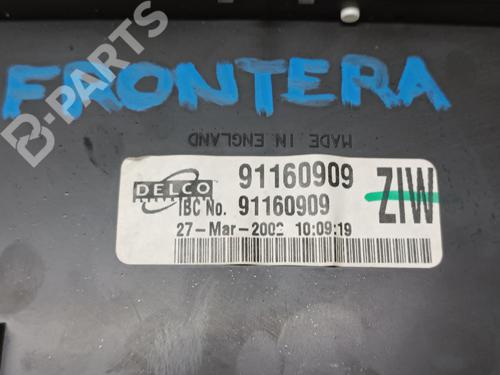 FRONTERA
B-PARTS
MADE IN ENGLAND
DELCO 91160909
IBC No. 91160909 ZIW
27-Mar-2002 10:09:19